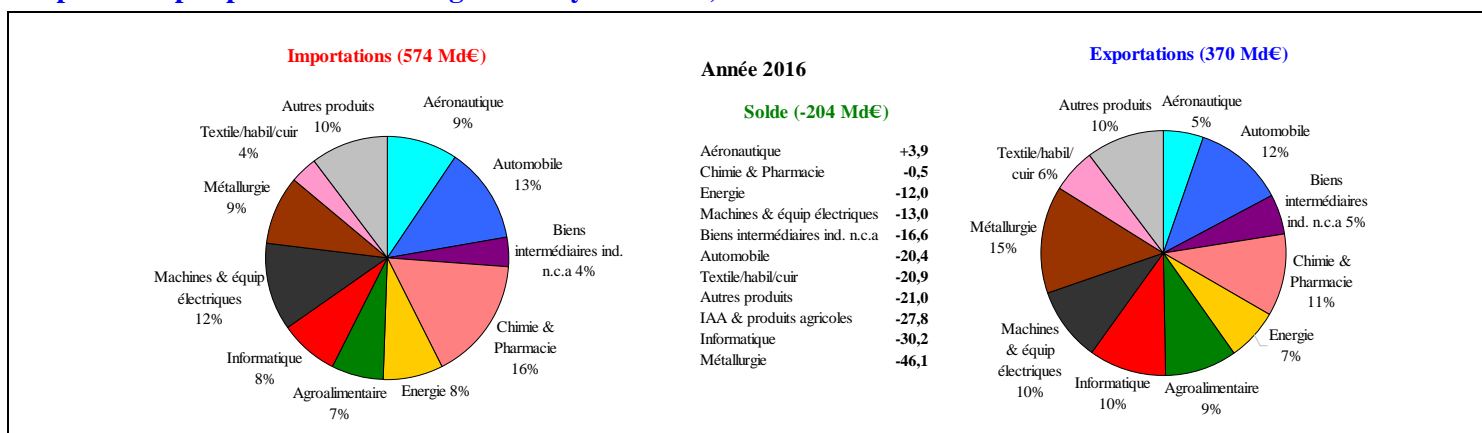 Importations (574 Md€)
Autres produits
10%
Aéronautique
9%
Textile/habil/cuir
4%
Automobile
13%
Métallurgie
9%
Biens
intermédiaires ind.
n.c.a 4%
Machines & équip
électriques
12%
Chimie &
Pharmacie
16%
Informatique
8%
Agroalimentaire
7%
Energie 8%
Année 2016
Solde (-204 Md€)
Aéronautique +3,9
Chimie & Pharmacie -0,5
Energie -12,0
Machines & équip électriques -13,0
Biens intermédiaires ind. n.c.a -16,6
Automobile -20,4
Textile/habil/cuir -20,9
Autres produits -21,0
IAA & produits agricoles -27,8
Informatique -30,2
Métallurgie -46,1
Exportations (370 Md€)
Autres produits
10%
Aéronautique
5%
Automobile
12%
Textile/habil/
cuir 6%
Biens
intermédiaires
ind. n.c.a 5%
Métallurgie
15%
Chimie &
Pharmacie
11%
Machines
& équip
électriques
10%
Energie
7%
Informatique
10%
Agroalimentaire
9%